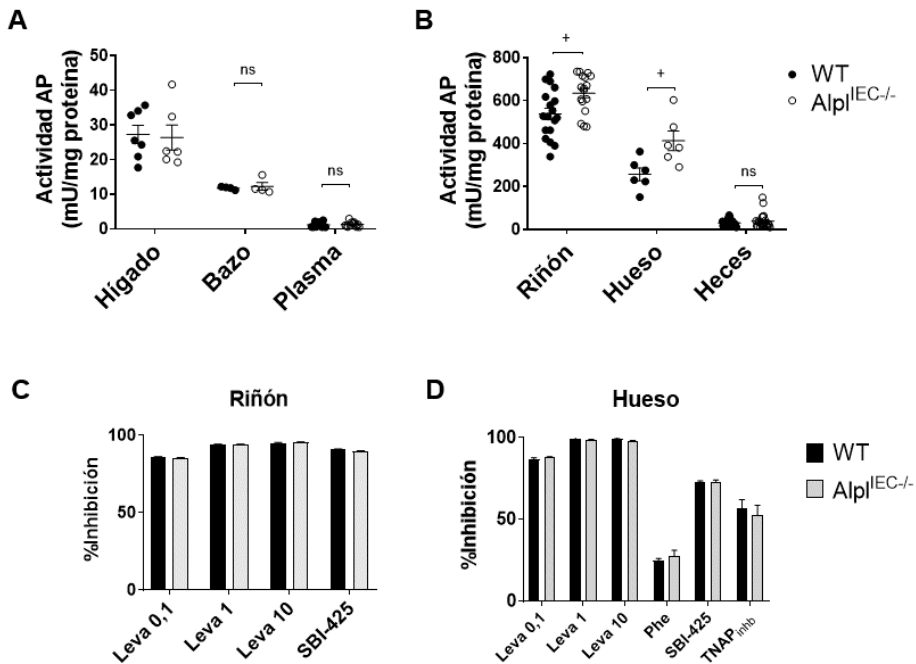 A
Actividad AP
(mU/mg proteína)
50
40
30
20
10
0
ns
ns
Hígado
Bazo
Plasma
B
Actividad AP
(mU/mg proteína)
800
600
400
200
0
+
+
ns
Riñón
Hueso
Heces
WT
Alpl^IEC-/-
C
Riñón
%Inhibición
100
50
0
Leva 0,1
Leva 1
Leva 10
SBI-425
D
Hueso
%Inhibición
100
50
0
Leva 0,1
Leva 1
Leva 10
Phe
SBI-425
TNAPinhb
WT
Alpl^IEC-/-